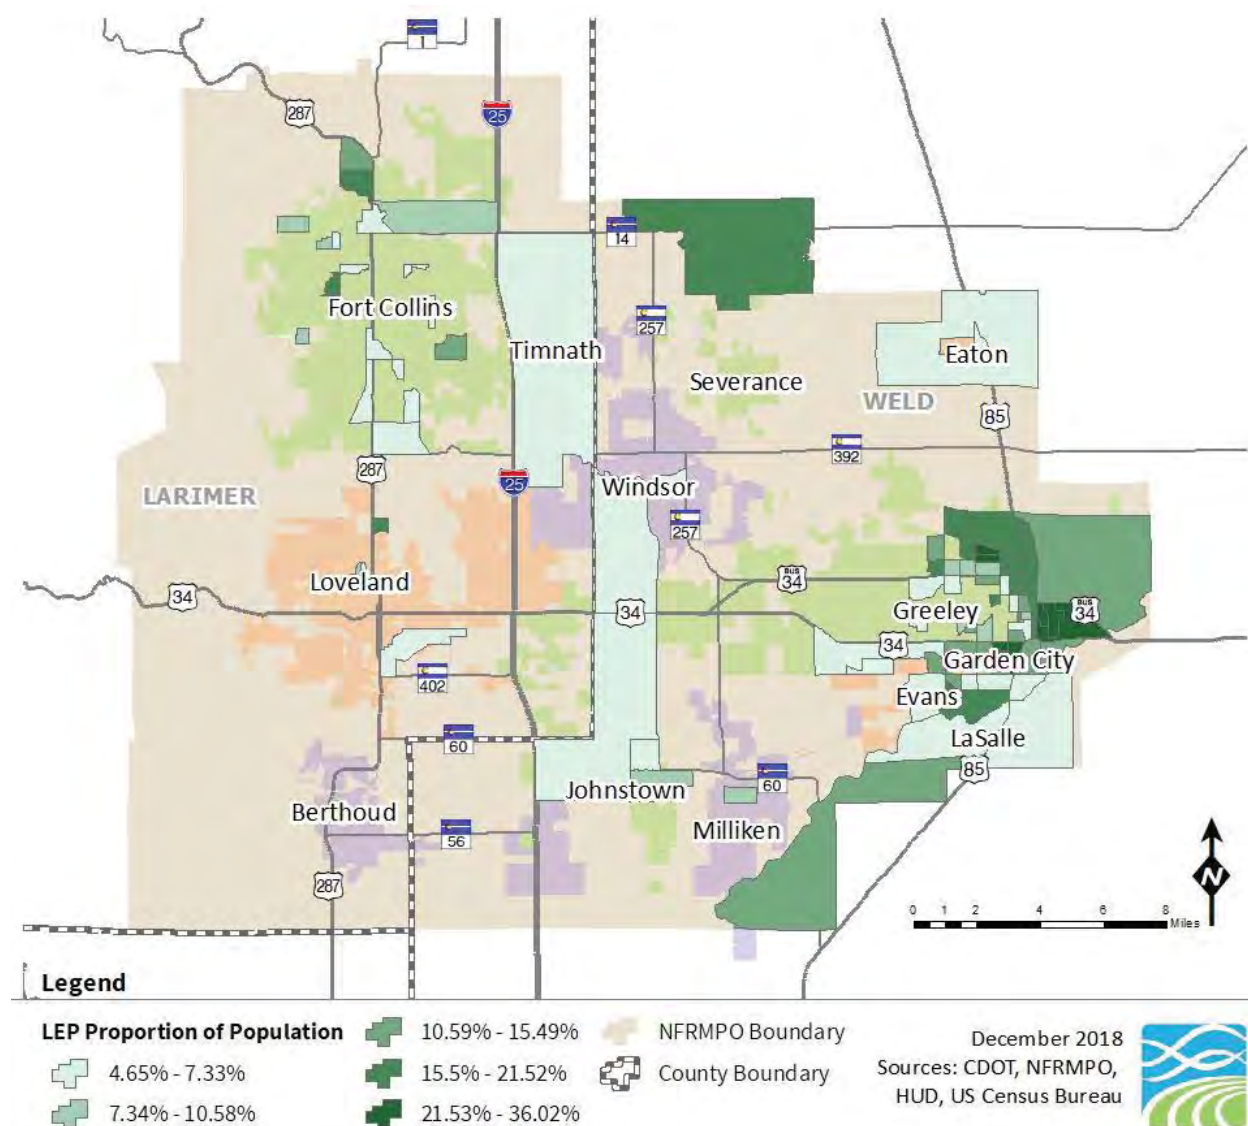 1
287
25
14
Fort Collins
257
Timnath
Eaton
Severance
WELD
85
392
287
25
LARIMER
Windsor
257
Loveland
34
BUS
34
34
Greeley
BUS
34
34
Garden City
402
Evans
60
LaSalle
85
Johnstown
60
Berthoud
Milliken
56
287
N
0 1 2 4 6 8
Miles
Legend
LEP Proportion of Population
4.65% - 7.33%
7.34% - 10.58%
10.59% - 15.49%
15.5% - 21.52%
21.53% - 36.02%
NFRMPO Boundary
County Boundary
December 2018
Sources: CDOT, NFRMPO,
HUD, US Census Bureau